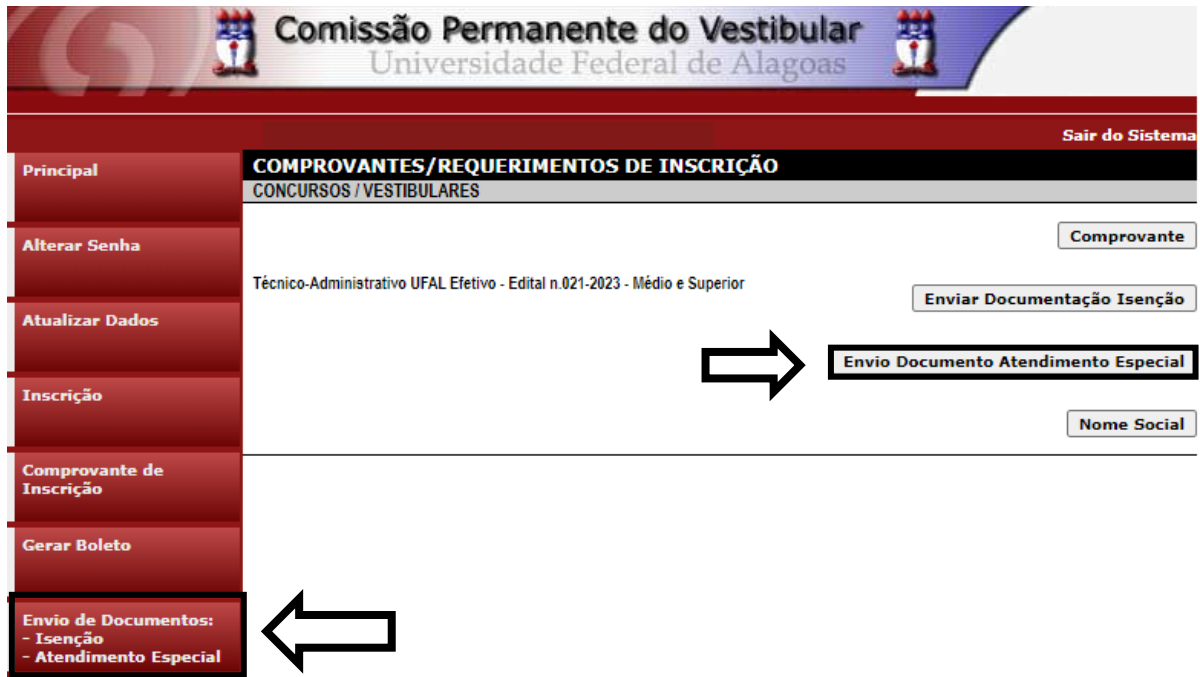 Comissão Permanente do Vestibular
Universidade Federal de Alagoas
Sair do Sistema
Principal
Alterar Senha
Atualizar Dados
Inscrição
Comprovante de
Inscrição
Gerar Boleto
Envio de Documentos:
- Isenção
- Atendimento Especial
COMPROVANTES/REQUERIMENTOS DE INSCRIÇÃO
CONCURSOS / VESTIBULARES
Comprovante
Técnico-Administrativo UFAL Efetivo - Edital n.021-2023 - Médio e Superior
Enviar Documentação Isenção
Envio Documento Atendimento Especial
Nome Social